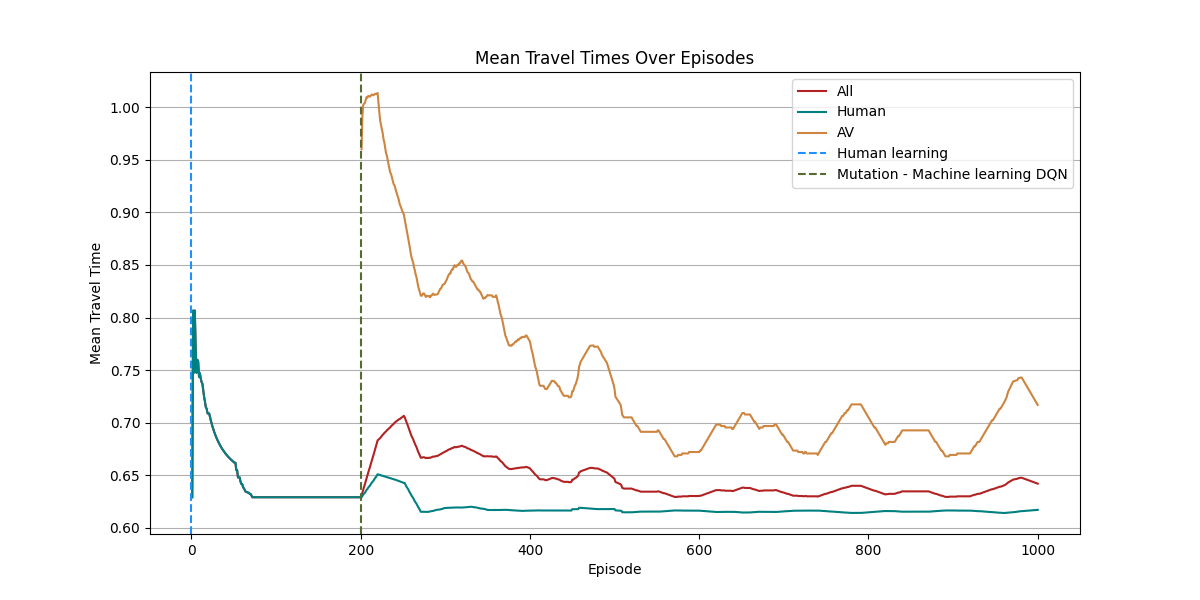 Mean Travel Times Over Episodes
Mean Travel Time
1.00
0.95
0.90
0.85
0.80
0.75
0.70
0.65
0.60
All
Human
AV
Human learning
Mutation - Machine learning DQN
0 200 400 600 800 1000
Episode